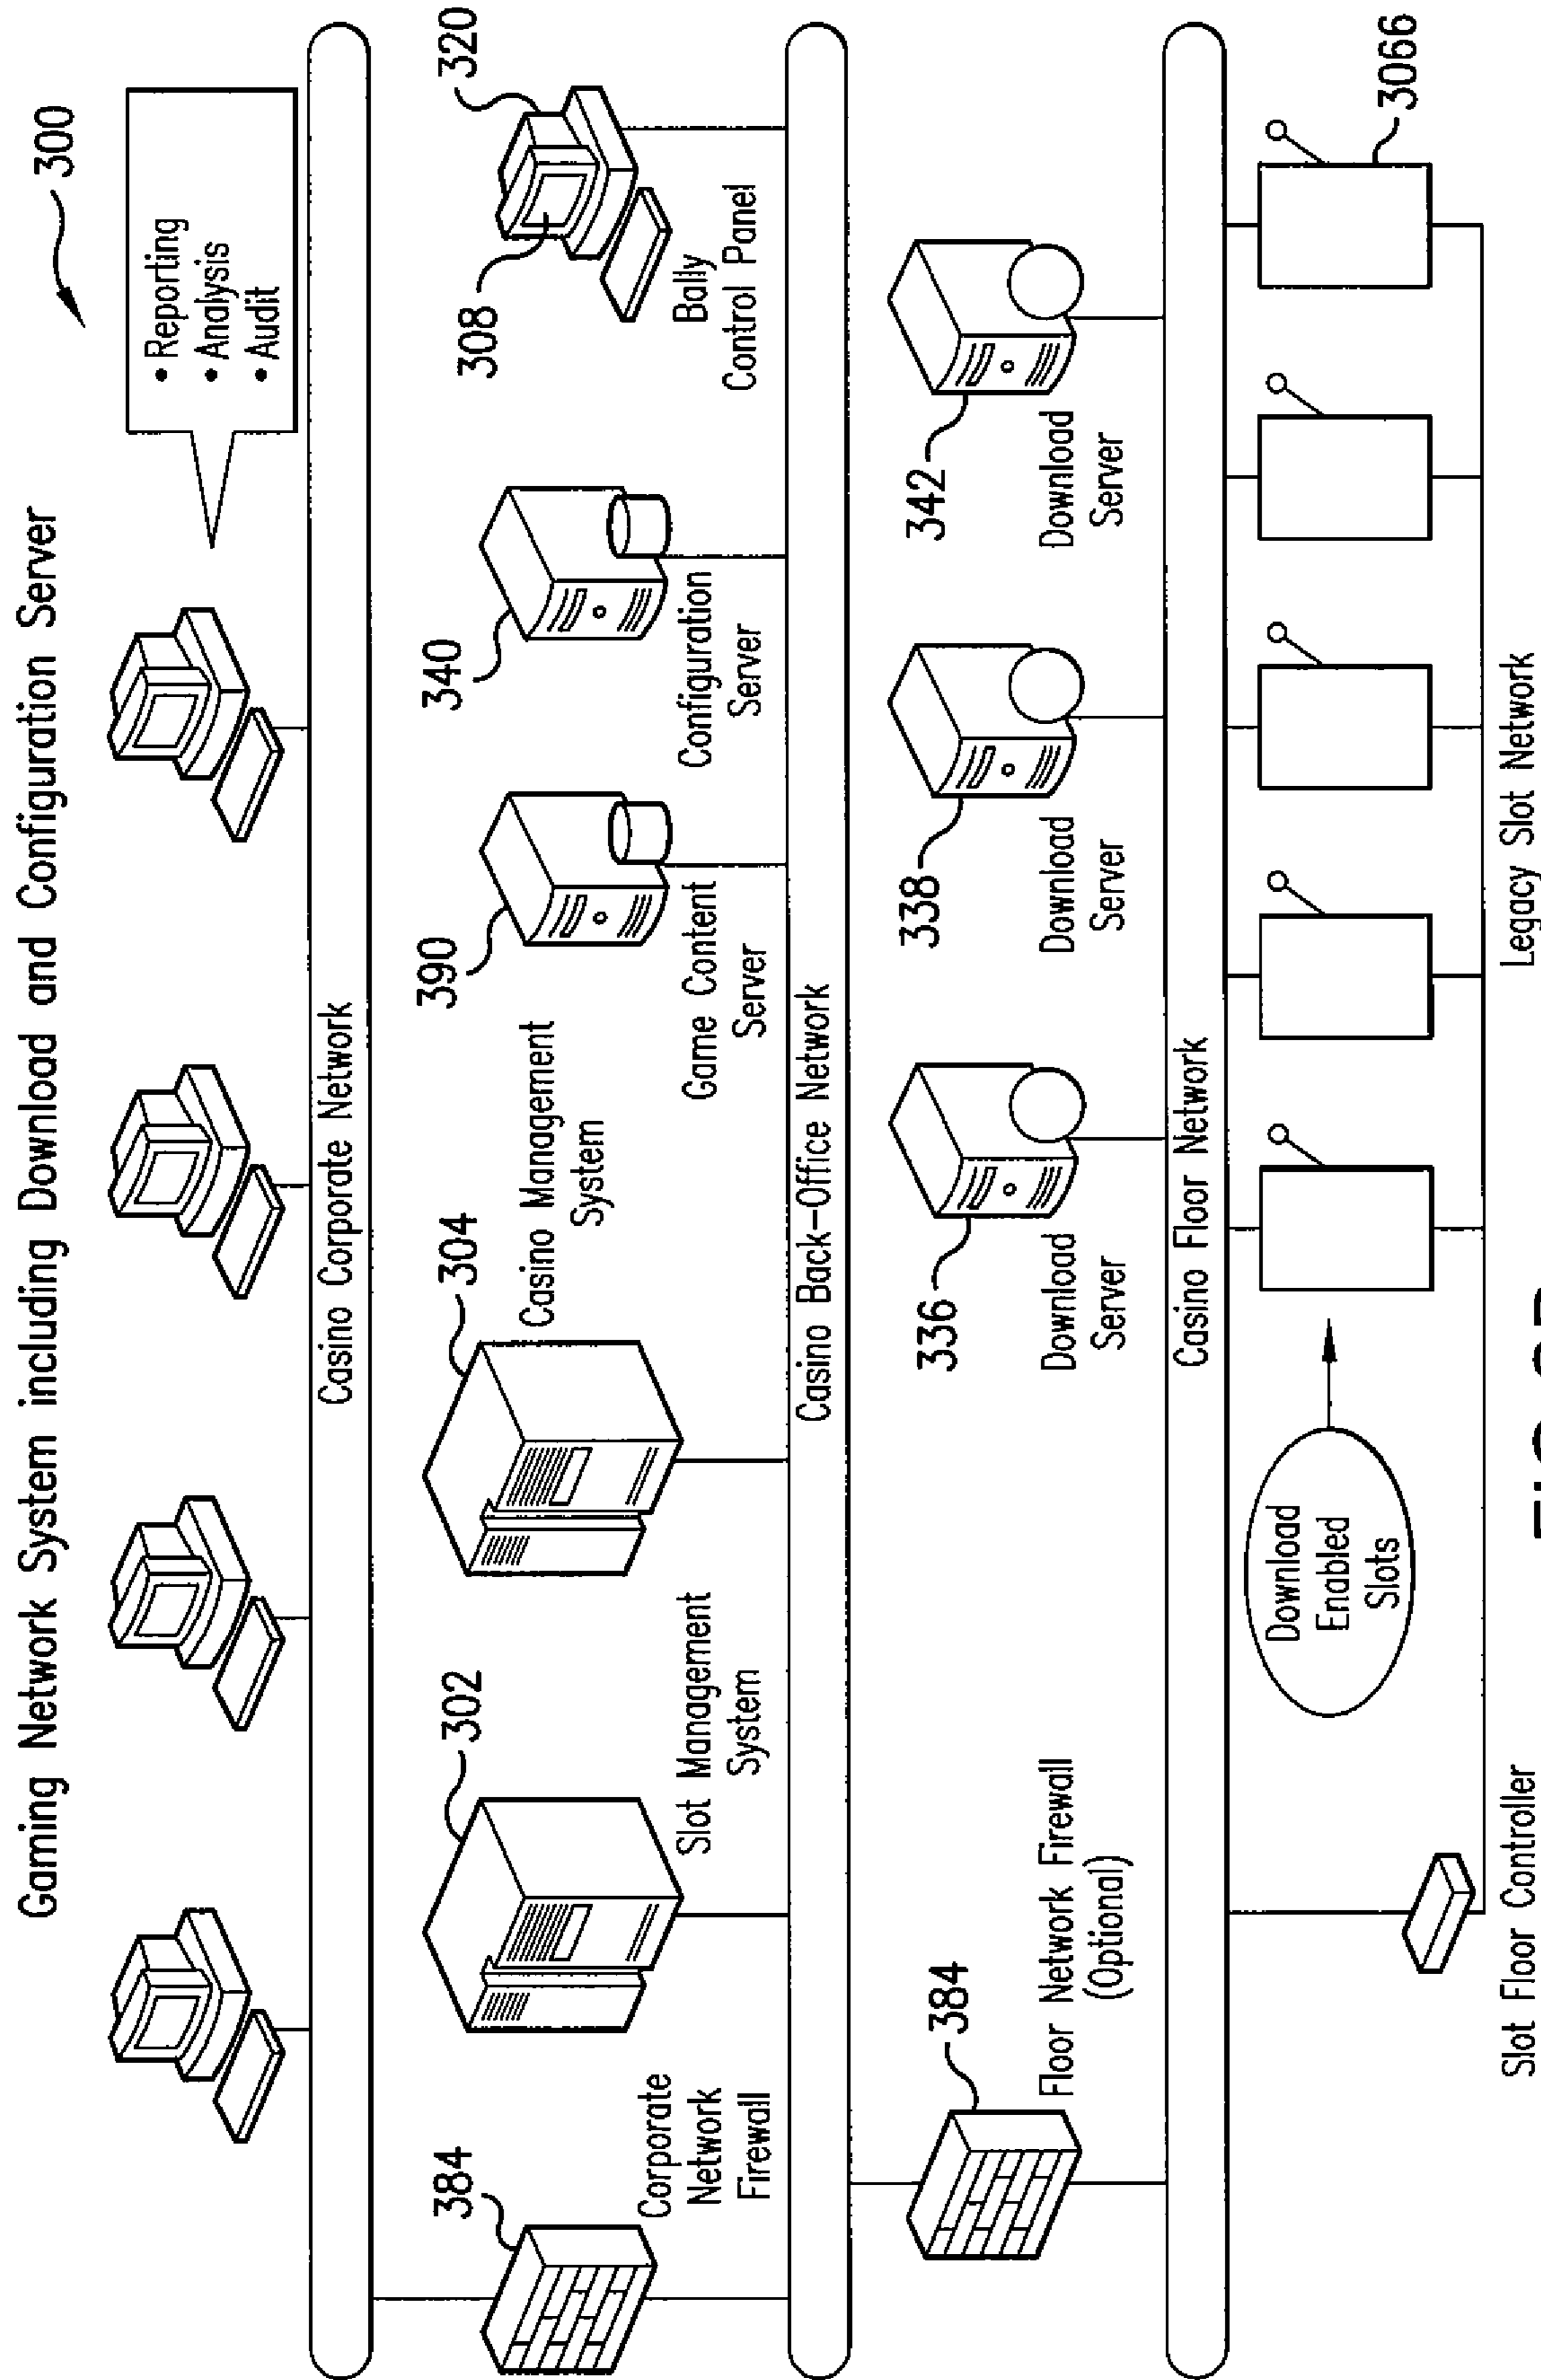 Gaming Network System including Download and Configuration Server
300
• Reporting
• Analysis
• Audit
Casino Corporate Network
384
Corporate
Network
Firewall
302
Slot Management
System
304
Casino Management
System
390
Game Content
Server
340
Configuration
Server
308
320
Bally
Control Panel
Casino Back-Office Network
384
Floor Network Firewall
(Optional)
336
Download
Server
338
Download
Server
342
Download
Server
Casino Floor Network
Download
Enabled
Slots
3066
Slot Floor Controller
Legacy Slot Network